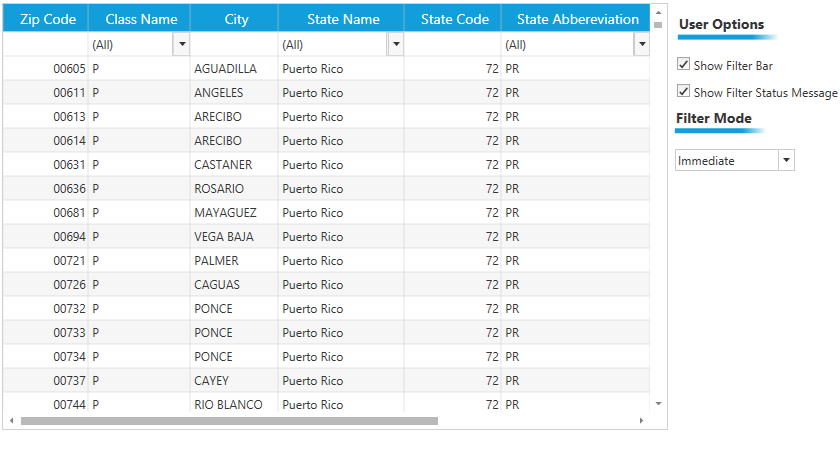 Zip Code Class Name City State Name State Code State Abbereviation
(All) (All) (All)
00605 P AGUADILLA Puerto Rico 72 PR
00611 P ANGELES Puerto Rico 72 PR
00613 P ARECIBO Puerto Rico 72 PR
00614 P ARECIBO Puerto Rico 72 PR
00631 P CASTANER Puerto Rico 72 PR
00636 P ROSARIO Puerto Rico 72 PR
00681 P MAYAGUEZ Puerto Rico 72 PR
00694 P VEGA BAJA Puerto Rico 72 PR
00721 P PALMER Puerto Rico 72 PR
00726 P CAGUAS Puerto Rico 72 PR
00732 P PONCE Puerto Rico 72 PR
00733 P PONCE Puerto Rico 72 PR
00734 P PONCE Puerto Rico 72 PR
00737 P CAYEY Puerto Rico 72 PR
00744 P RIO BLANCO Puerto Rico 72 PR
User Options
Show Filter Bar
Show Filter Status Message
Filter Mode
Immediate